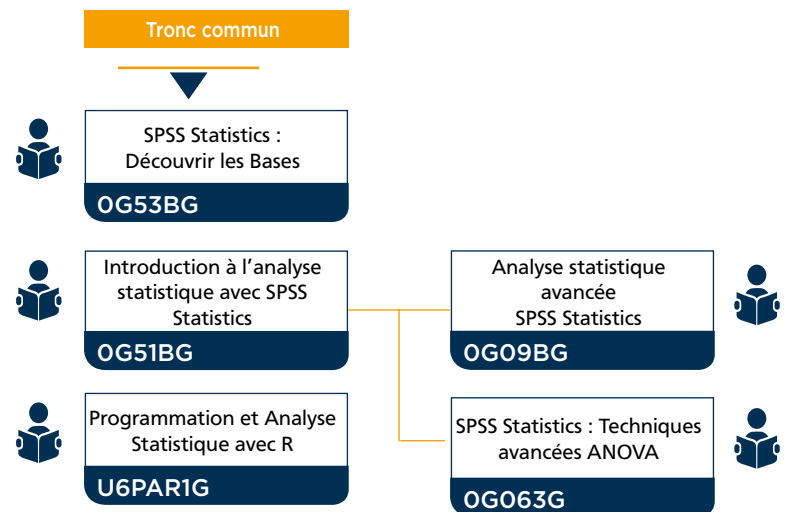 Tronc commun
SPSS Statistics :
Découvrir les Bases
0G53BG
Introduction à l’analyse
statistique avec SPSS
Statistics
0G51BG
Analyse statistique
avancée
SPSS Statistics
0G09BG
Programmation et Analyse
Statistique avec R
U6PAR1G
SPSS Statistics : Techniques
avancées ANOVA
0G063G